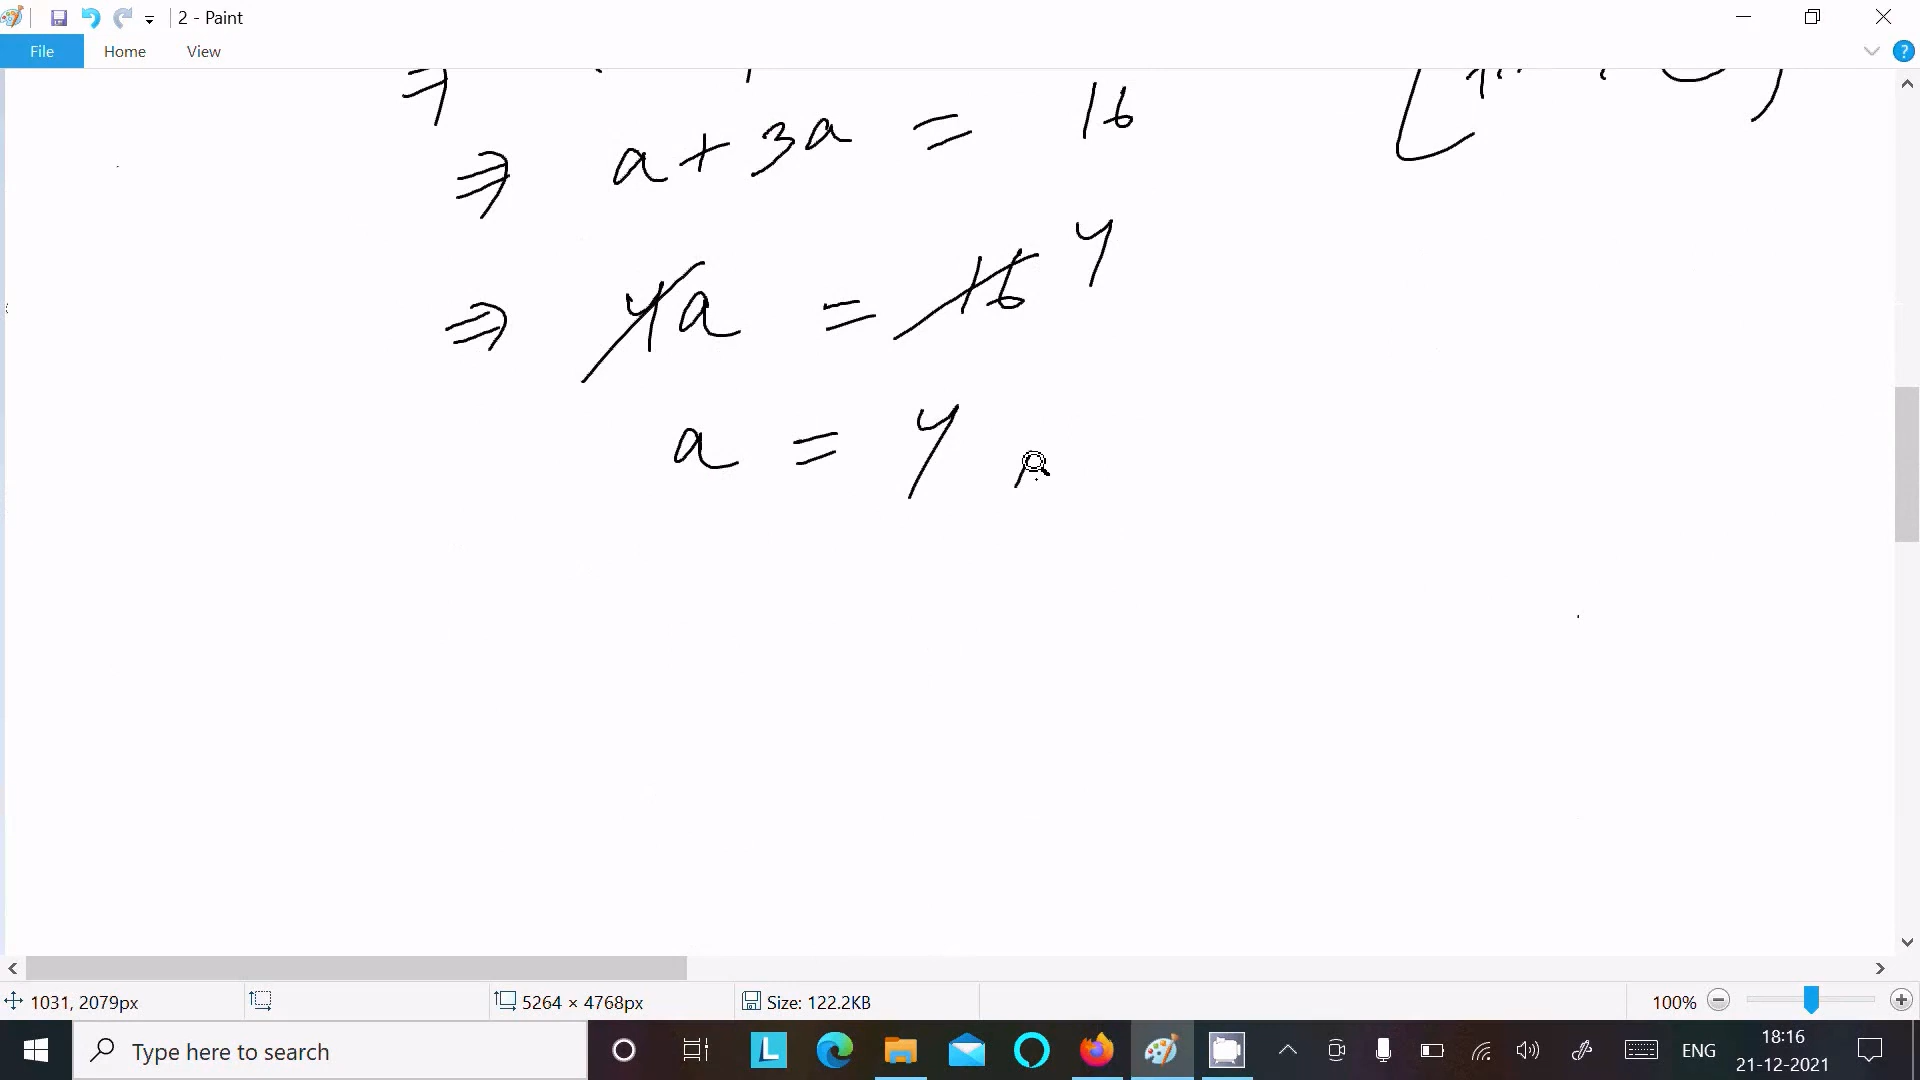 2 - Paint
File Home View
⇒ a + 3a = 16
⇒ 4a = 16 4
a = 4
1031, 2079px 5264 × 4768px Size: 122.2KB 100%
Type here to search L ENG 18:16
21-12-2021